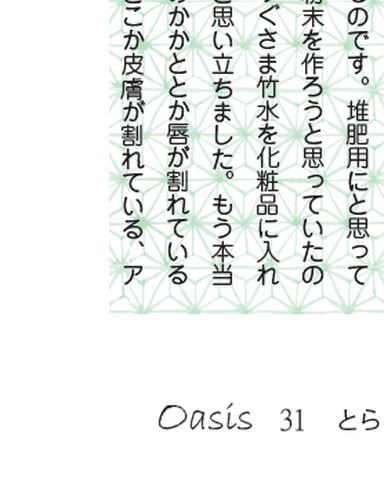 のです。堆肥用にと思って
粉末を作ろうと思っていたの
ぐさま竹水を化粧品に入れ
思い立ちました。もう本当
かかととか唇が割れている
こか皮膚が割れている、ア
Oasis 31 とら